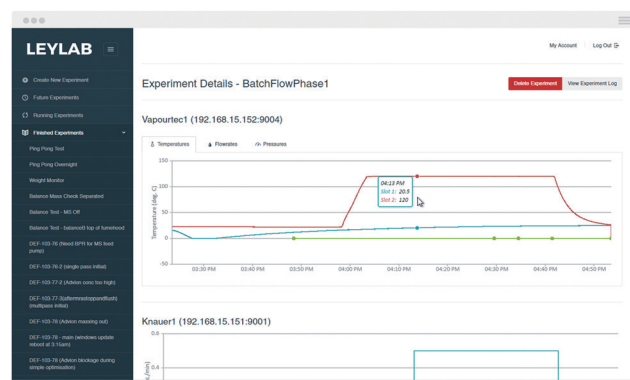 LEYLAB
My Account
Log Out
Create New Experiment
Future Experiments
Running Experiments
Finished Experiments
Ping Pong Test
Ping Pong Overnight
Weight Monitor
Balance Mass Check Separated
Balance Test - MS Off
Balance Test - balance0 top of fumehood
DEF-103-76 (Need BPR for MS feed
pump)
DEF-103-76-2 (single pass initial)
DEF-103-77-2 (Advion sono too high)
DEF-103-77-3(aftermrastoppandflush)
(multipass initial)
DEF-103-78 (Advion maxing out)
DEF-103-78 - main (windows update
reboot at 3:15am)
DEF-103-78 (Advion blockage during
simple optimisation)
Experiment Details - BatchFlowPhase1
Delete Experiment
View Experiment Log
Vapourtec1 (192.168.15.152:9004)
Temperatures
Flowrates
Pressures
Temperature (deg. C)
150
100
50
0
-50
04:13 PM
Slot 1: 20.5
Slot 2: 120
03:30 PM
03:40 PM
03:50 PM
04:00 PM
04:10 PM
04:20 PM
04:30 PM
04:40 PM
04:50 PM
Knauer1 (192.168.15.151:9001)
0.6
0.4
/min)